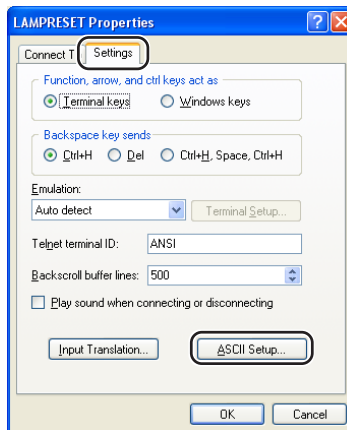 LAMPRESET Properties
Connect T Settings
Function, arrow, and ctrl keys act as
Terminal keys Windows keys
Backspace key sends
Ctrl+H Del Ctrl+H, Space, Ctrl+H
Emulation:
Auto detect Terminal Setup...
Telnet terminal ID: ANSI
Backscroll buffer lines: 500
Play sound when connecting or disconnecting
Input Translation... ASCII Setup...
OK Cancel